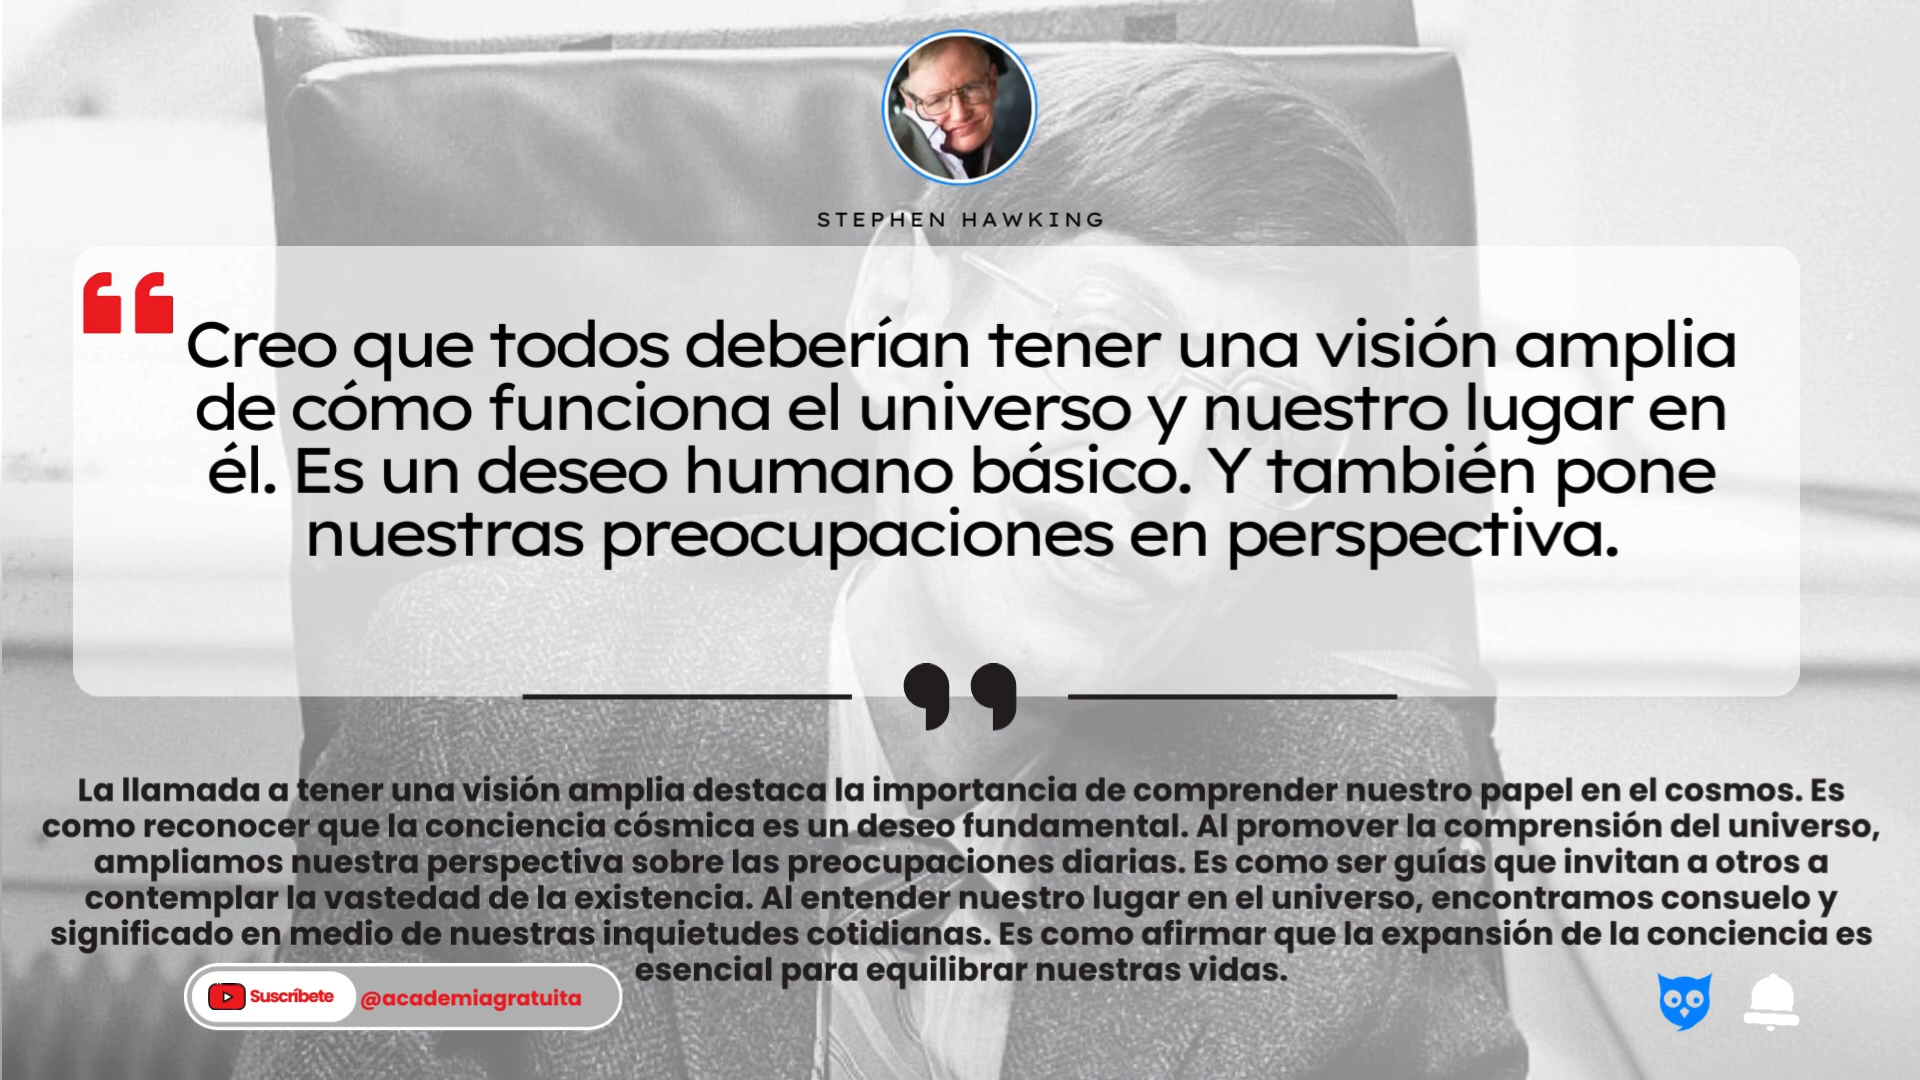 STEPHEN HAWKING
“
Creo que todos deberían tener una visión amplia
de cómo funciona el universo y nuestro lugar en
él. Es un deseo humano básico. Y también pone
nuestras preocupaciones en perspectiva.
”
La llamada a tener una visión amplia destaca la importancia de comprender nuestro papel en el cosmos. Es
como reconocer que la conciencia cósmica es un deseo fundamental. Al promover la comprensión del universo,
ampliamos nuestra perspectiva sobre las preocupaciones diarias. Es como ser guías que invitan a otros a
contemplar la vastedad de la existencia. Al entender nuestro lugar en el universo, encontramos consuelo y
significado en medio de nuestras inquietudes cotidianas. Es como afirmar que la expansión de la conciencia es
esencial para equilibrar nuestras vidas.
Suscríbete @academiagratuita